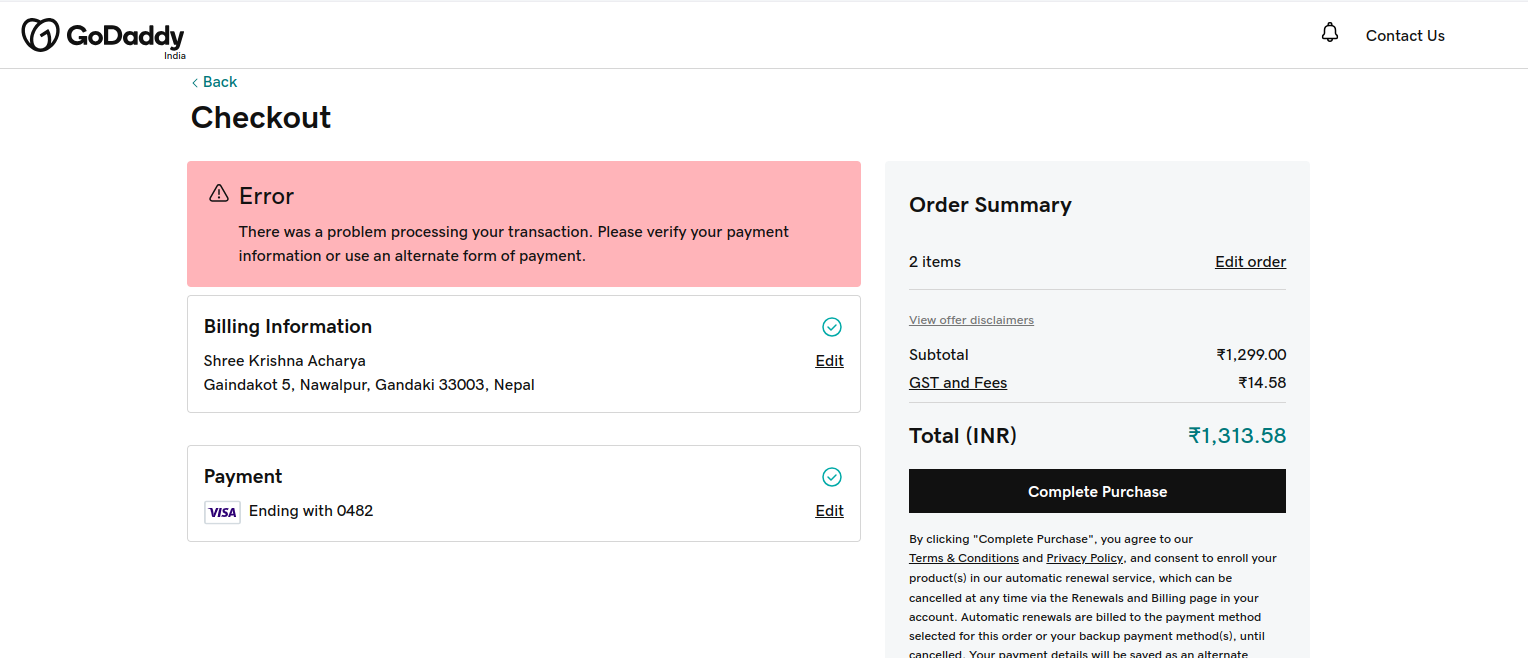 GoDaddy
India
Contact Us
Back
Checkout
Error
There was a problem processing your transaction. Please verify your payment
information or use an alternate form of payment.
Billing Information
Shree Krishna Acharya
Edit
Gaindakot 5, Nawalpur, Gandaki 33003, Nepal
Payment
VISA Ending with 0482
Edit
Order Summary
2 items
Edit order
View offer disclaimers
Subtotal ₹1,299.00
GST and Fees ₹14.58
Total (INR) ₹1,313.58
Complete Purchase
By clicking "Complete Purchase", you agree to our
Terms & Conditions and Privacy Policy, and consent to enroll your
product(s) in our automatic renewal service, which can be
cancelled at any time via the Renewals and Billing page in your
account. Automatic renewals are billed to the payment method
selected for this order or your backup payment method(s), until
cancelled. Your payment details will be saved as an alternate